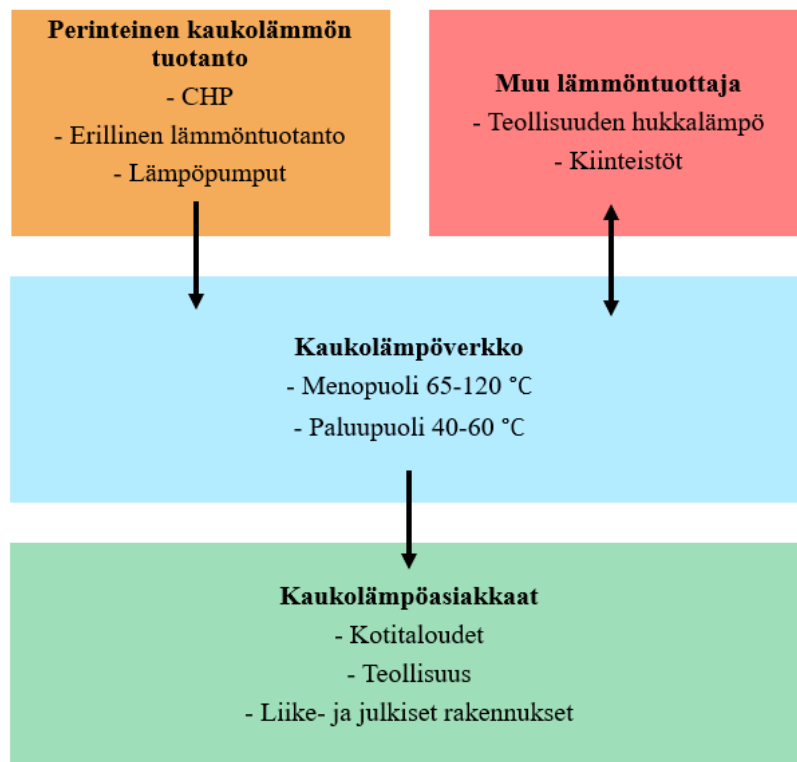 Perinteinen kaukolämmön
tuotanto
- CHP
- Erillinen lämmöntuotanto
- Lämpöpumput
Muu lämmöntuottaja
- Teollisuuden hukkalämpö
- Kiinteistöt
Kaukolämpöverkko
- Menopuoli 65-120 °C
- Paluupuoli 40-60 °C
Kaukolämpöasiakkaat
- Kotitaloudet
- Teollisuus
- Liike- ja julkiset rakennukset